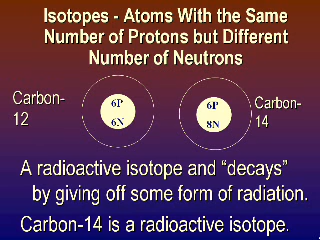 Isotopes - Atoms With the Same
Number of Protons but Different
Number of Neutrons
Carbon-
12
6P
6N
6P
8N
Carbon-
14
A radioactive isotope and “decays”
by giving off some form of radiation.
Carbon-14 is a radioactive isotope.